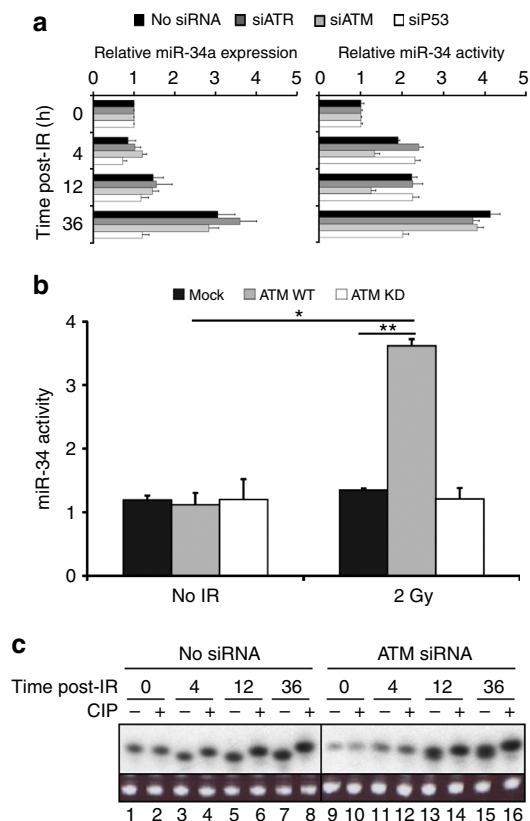 a
No siRNA siATR siATM siP53
Relative miR-34a expression Relative miR-34 activity
0 1 2 3 4 5 0 1 2 3 4 5
Time post-IR (h)
0
4
12
36
b
Mock ATM WT ATM KD
*
**
miR-34 activity
4
3
2
1
0
No IR 2 Gy
c
No siRNA ATM siRNA
Time post-IR 0 4 12 36 0 4 12 36
CIP – + – + – + – + – + – + – + – +
1 2 3 4 5 6 7 8 9 10 11 12 13 14 15 16